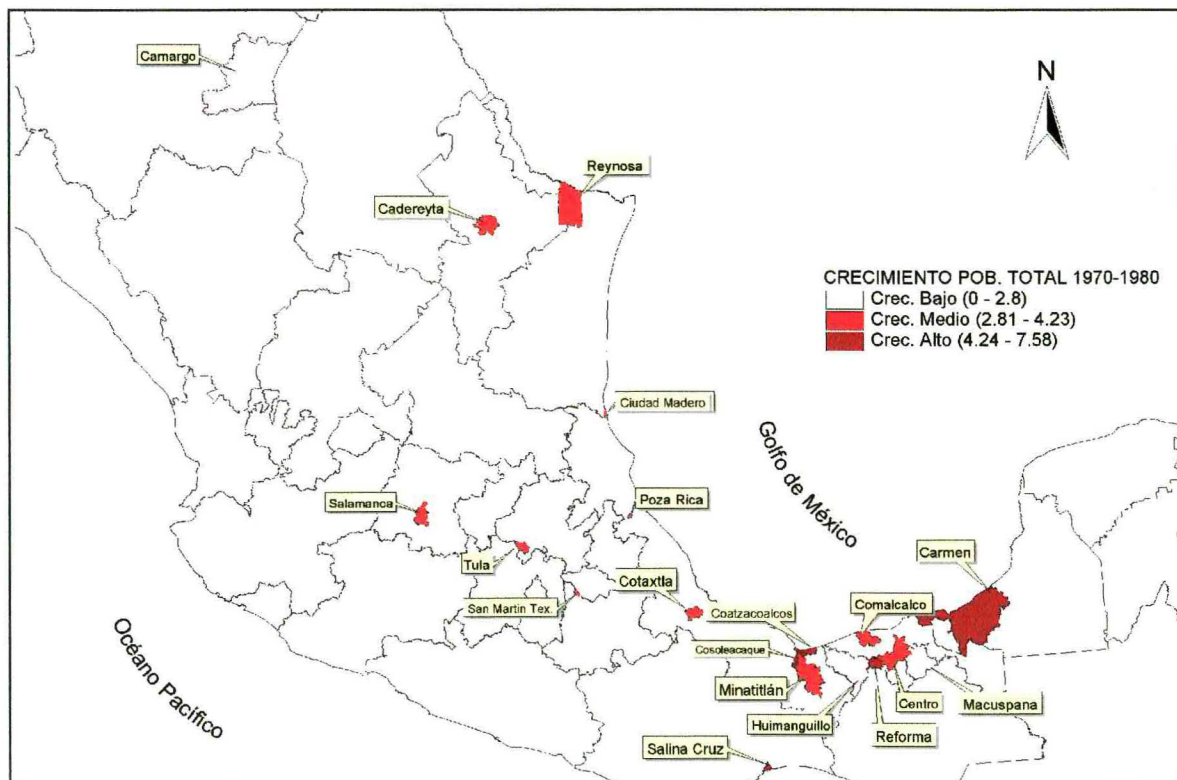 Camargo
N
Reynosa
Cadereyta
CRECIMIENTO POB. TOTAL 1970-1980
Crec. Bajo (0 - 2.8)
Crec. Medio (2.81 - 4.23)
Crec. Alto (4.24 - 7.58)
Ciudad Madero
Golfo de México
Salamanca
Poza Rica
Tula
Carmen
San Martin Tex.
Cotaxtla
Comalcalco
Coatzacoalcos
Océano Pacífico
Cosoleacaque
Minatitlán
Centro
Macuspana
Huimanguillo
Reforma
Salina Cruz